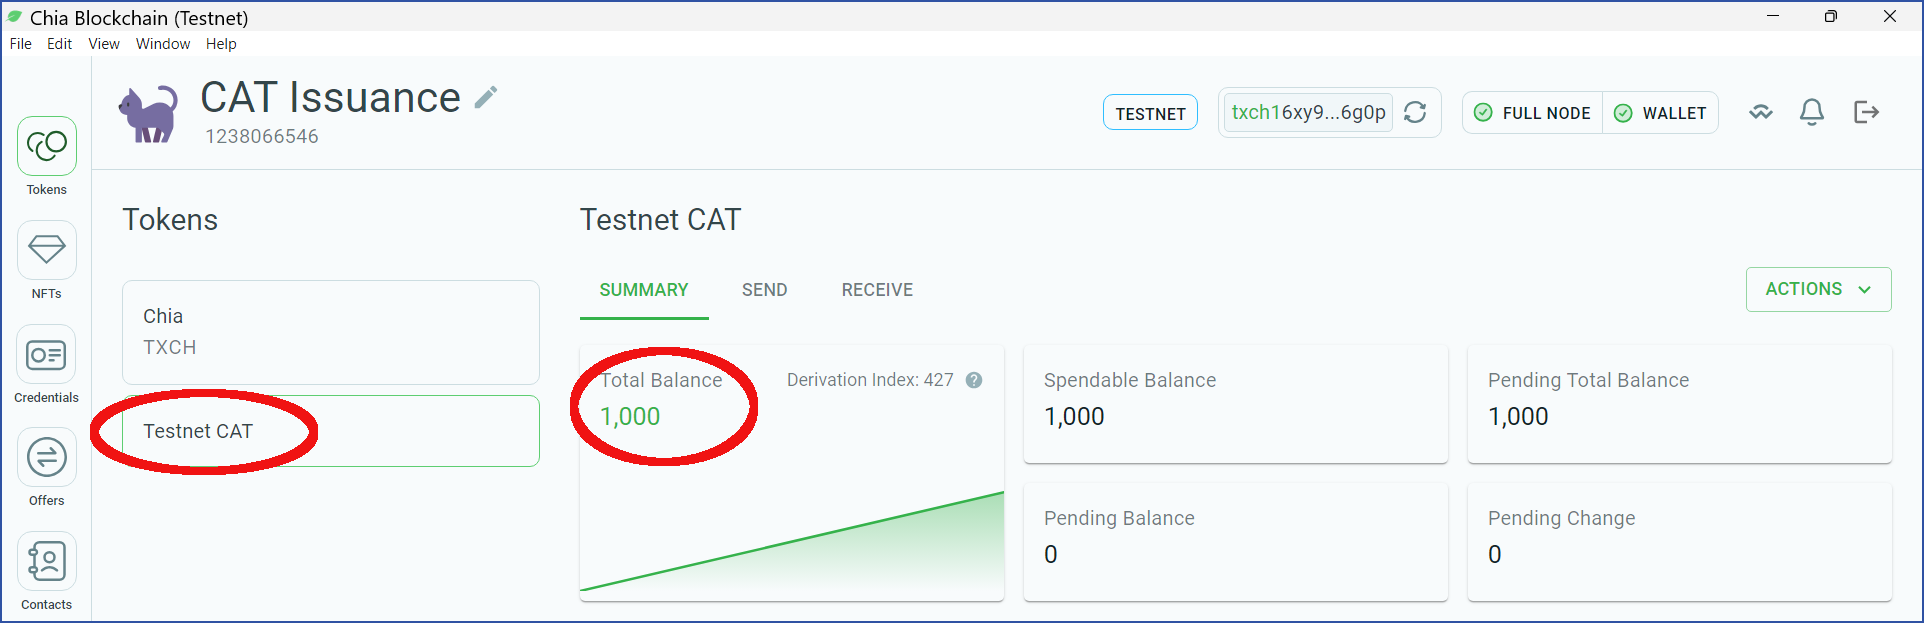 Chia Blockchain (Testnet)
File Edit View Window Help
CAT Issuance
1238066546
TESTNET
txch16xy9...6g0p
FULL NODE
WALLET
Tokens
NFTs
Credentials
Offers
Contacts
Tokens
Chia
TXCH
Testnet CAT
Testnet CAT
SUMMARY SEND RECEIVE
ACTIONS
Total Balance
1,000
Derivation Index: 427
?
Spendable Balance
1,000
Pending Total Balance
1,000
Pending Balance
0
Pending Change
0